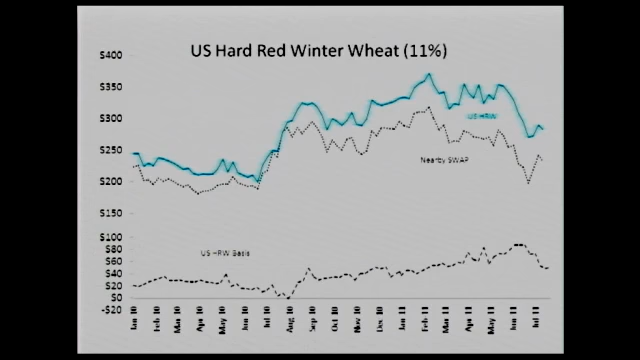 US Hard Red Winter Wheat (11%)
$400
$350
$300
$250
$200
$150
$100
$80
$60
$40
$20
$0
-$20
US HRW
Nearby SWAP
US HRW Basis
Jan 10
Feb 10
Mar 10
Apr 10
May 10
Jun 10
Jul 10
Aug 10
Sep 10
Oct 10
Nov 10
Dec 10
Jan 11
Feb 11
Mar 11
Apr 11
May 11
Jun 11
Jul 11